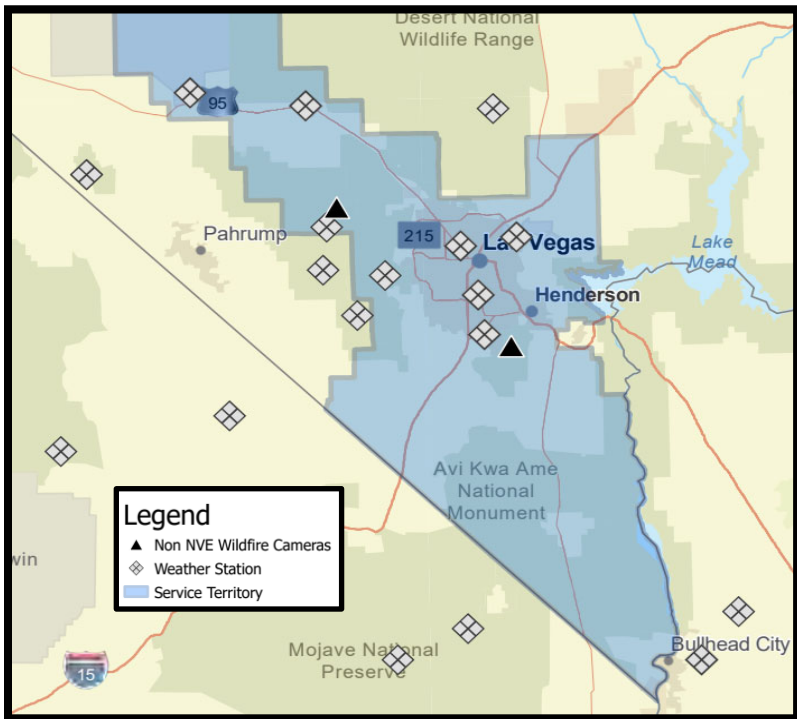 Desert National
Wildlife Range
95
Pahrump
215
Las Vegas
Lake
Mead
Henderson
Avi Kwa Ame
National
Monument
Legend
Non NVE Wildfire Cameras
Weather Station
Service Territory
win
Mojave National
Preserve
Bullhead City
15